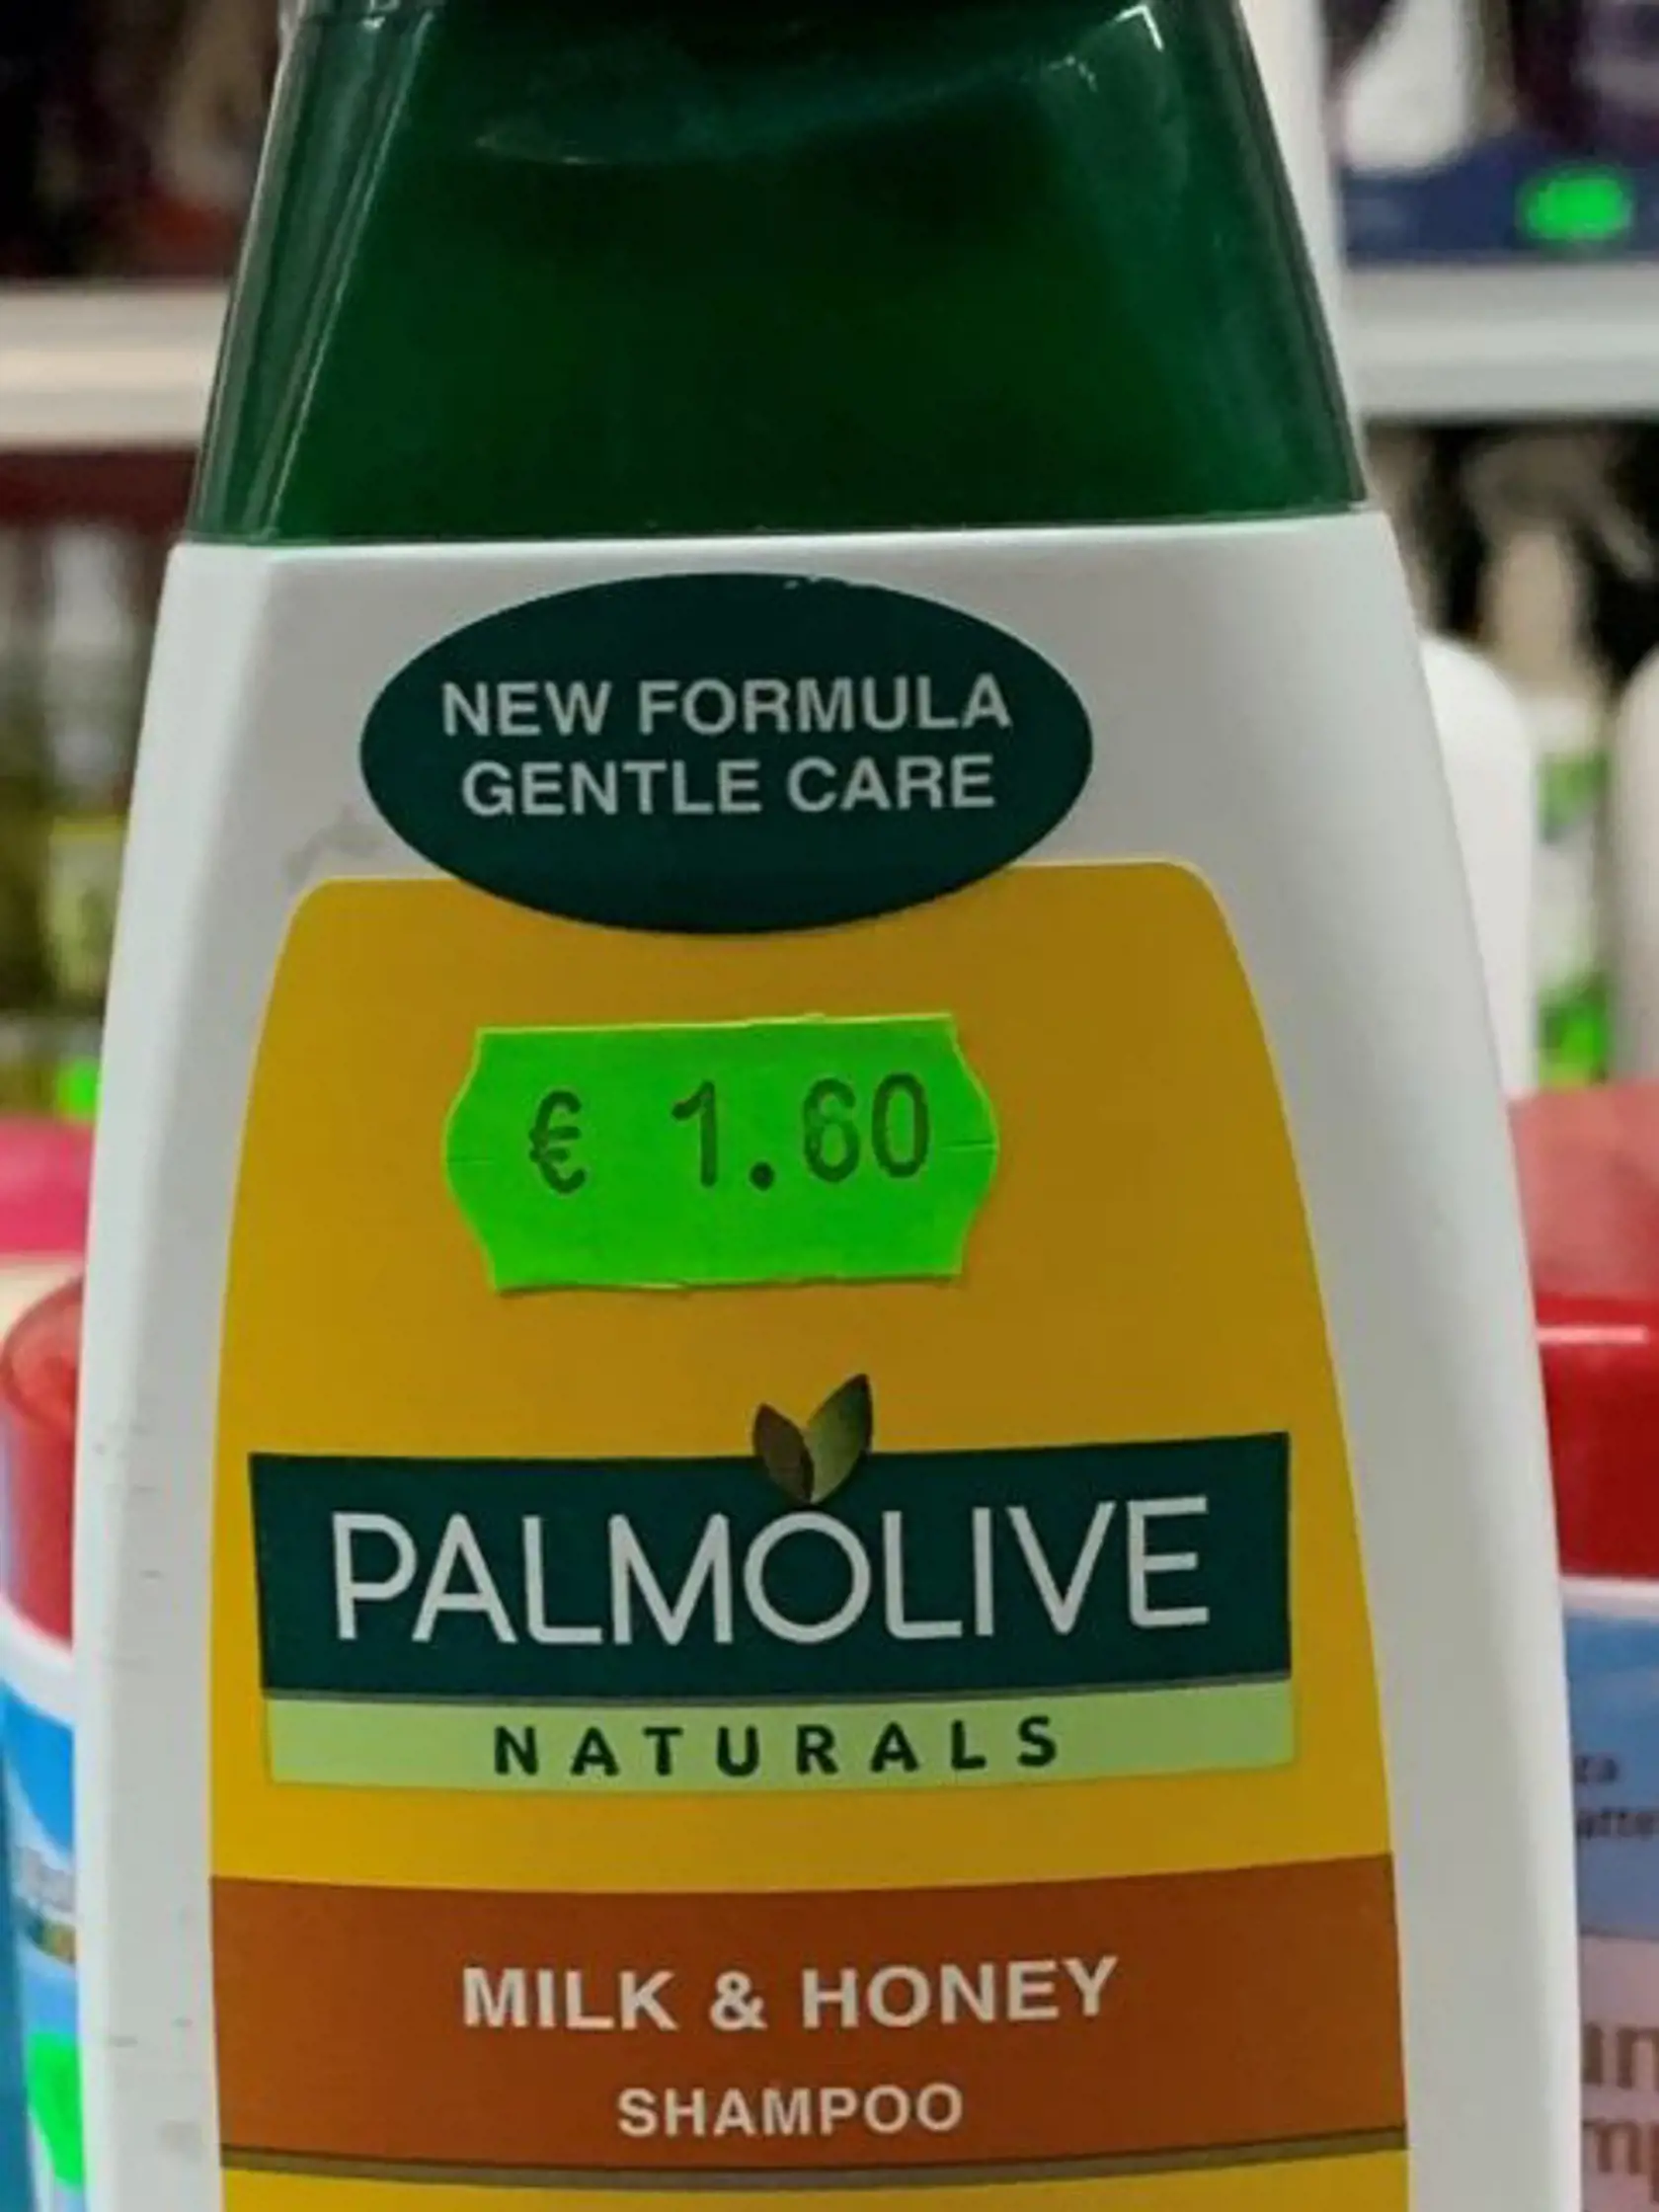 NEW FORMULA
GENTLE CARE
€ 1.60
PALMOLIVE
NATURALS
MILK & HONEY
SHAMPOO